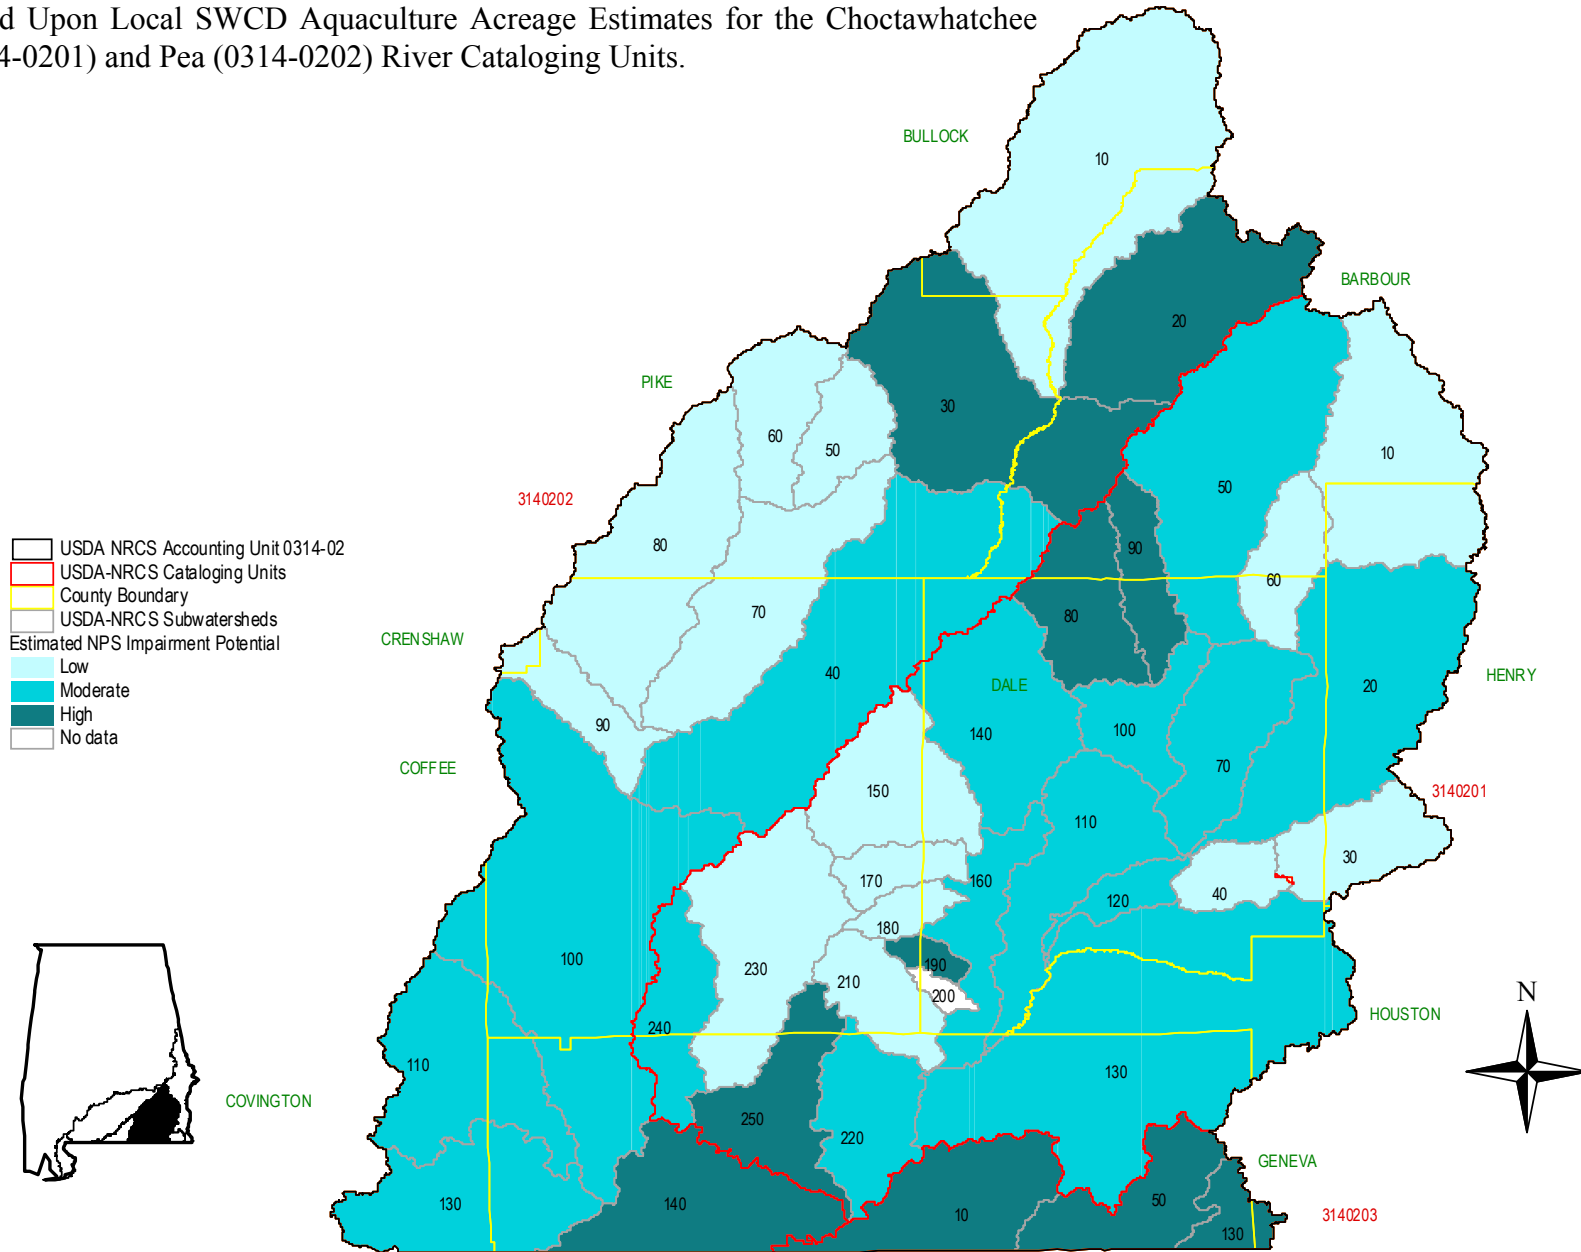 d Upon Local SWCD Aquaculture Acreage Estimates for the Choctawhatchee
4-0201) and Pea (0314-0202) River Cataloging Units.
BULLOCK
10
BARBOUR
20
PIKE
30
60
50
10
50
3140202
80
90
60
70
80
CRENSHAW
40
DALE
20
HENRY
90
140
100
COFFEE
70
150
3140201
110
30
170
160
40
120
180
100
230
190
210
200
HOUSTON
240
110
130
COVINGTON
250
220
GENEVA
130
140
10
50
3140203
130
USDA NRCS Accounting Unit 0314-02
USDA-NRCS Cataloging Units
County Boundary
USDA-NRCS Subwatersheds
Estimated NPS Impairment Potential
Low
Moderate
High
No data
N